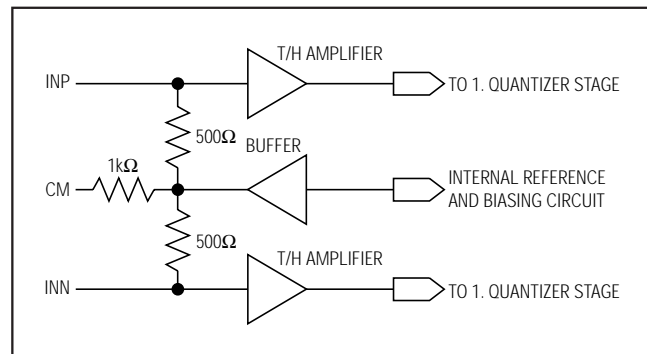 T/H AMPLIFIER
INP
TO 1. QUANTIZER STAGE
500Ω
BUFFER
1kΩ
CM
INTERNAL REFERENCE
AND BIASING CIRCUIT
500Ω
T/H AMPLIFIER
INN
TO 1. QUANTIZER STAGE